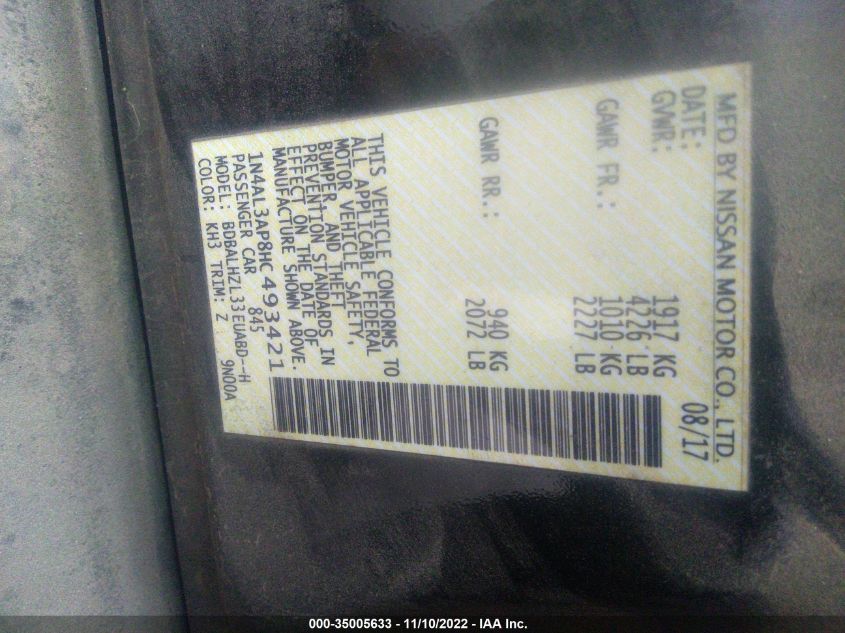 MFD BY NISSAN MOTOR CO., LTD.
DATE: 08/17
GVWR: 1917 KG
4226 LB
GAWR FR.: 1010 KG
2227 LB
GAWR RR.: 940 KG
2072 LB
THIS VEHICLE CONFORMS TO
ALL APPLICABLE FEDERAL
MOTOR VEHICLE SAFETY,
BUMPER, AND THEFT
PREVENTION STANDARDS IN
EFFECT ON THE DATE OF
MANUFACTURE SHOWN ABOVE.
1N4AL3AP8HC493421
PASSENGER CAR 845
MODEL: BDBALHZL33EUABD--H
COLOR: KH3 TRIM: Z 9N00A
000-35005633 - 11/10/2022 - IAA Inc.